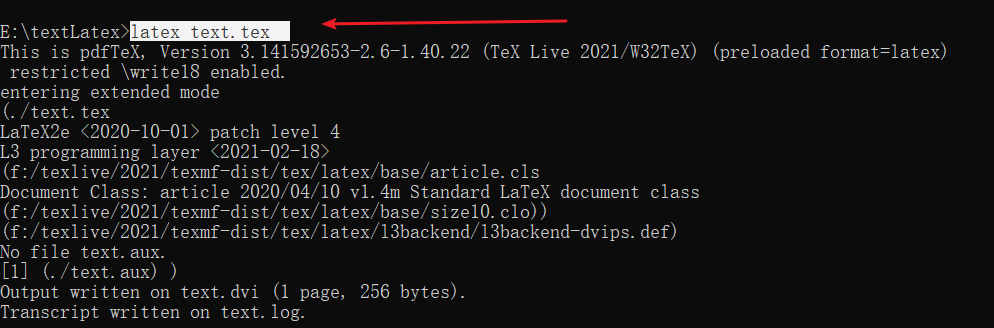 E:\textLatex>latex text.tex
This is pdfTeX, Version 3.141592653-2.6-1.40.22 (TeX Live 2021/W32TeX) (preloaded format=latex)
 restricted \write18 enabled.
entering extended mode
(./text.tex
LaTeX2e <2020-10-01> patch level 4
L3 programming layer <2021-02-18>
(f:/texlive/2021/texmf-dist/tex/latex/base/article.cls
Document Class: article 2020/04/10 v1.4m Standard LaTeX document class
(f:/texlive/2021/texmf-dist/tex/latex/base/size10.clo))
(f:/texlive/2021/texmf-dist/tex/latex/l3backend/l3backend-dvips.def)
No file text.aux.
[1] (./text.aux) )
Output written on text.dvi (1 page, 256 bytes).
Transcript written on text.log.